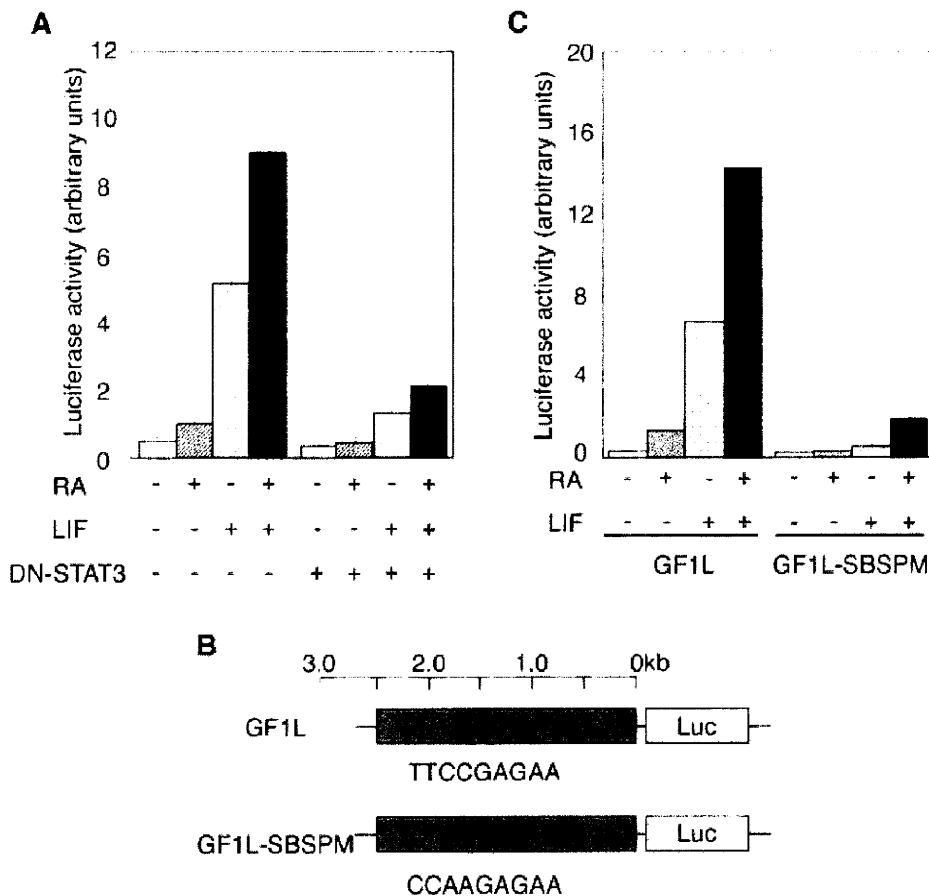 A
Luciferase activity (arbitrary units)
12
10
8
6
4
2
0
RA - + - + - + - +
LIF - - + + - - + +
DN-STAT3 - - - - + + + +
C
Luciferase activity (arbitrary units)
20
16
12
8
4
0
RA - + - + - + - +
LIF - - + + - - + +
GF1L GF1L-SBSPM
B
3.0 2.0 1.0 0kb
GF1L Luc
TTCCGAGAA
GF1L-SBSPM Luc
CCAAGAGAA